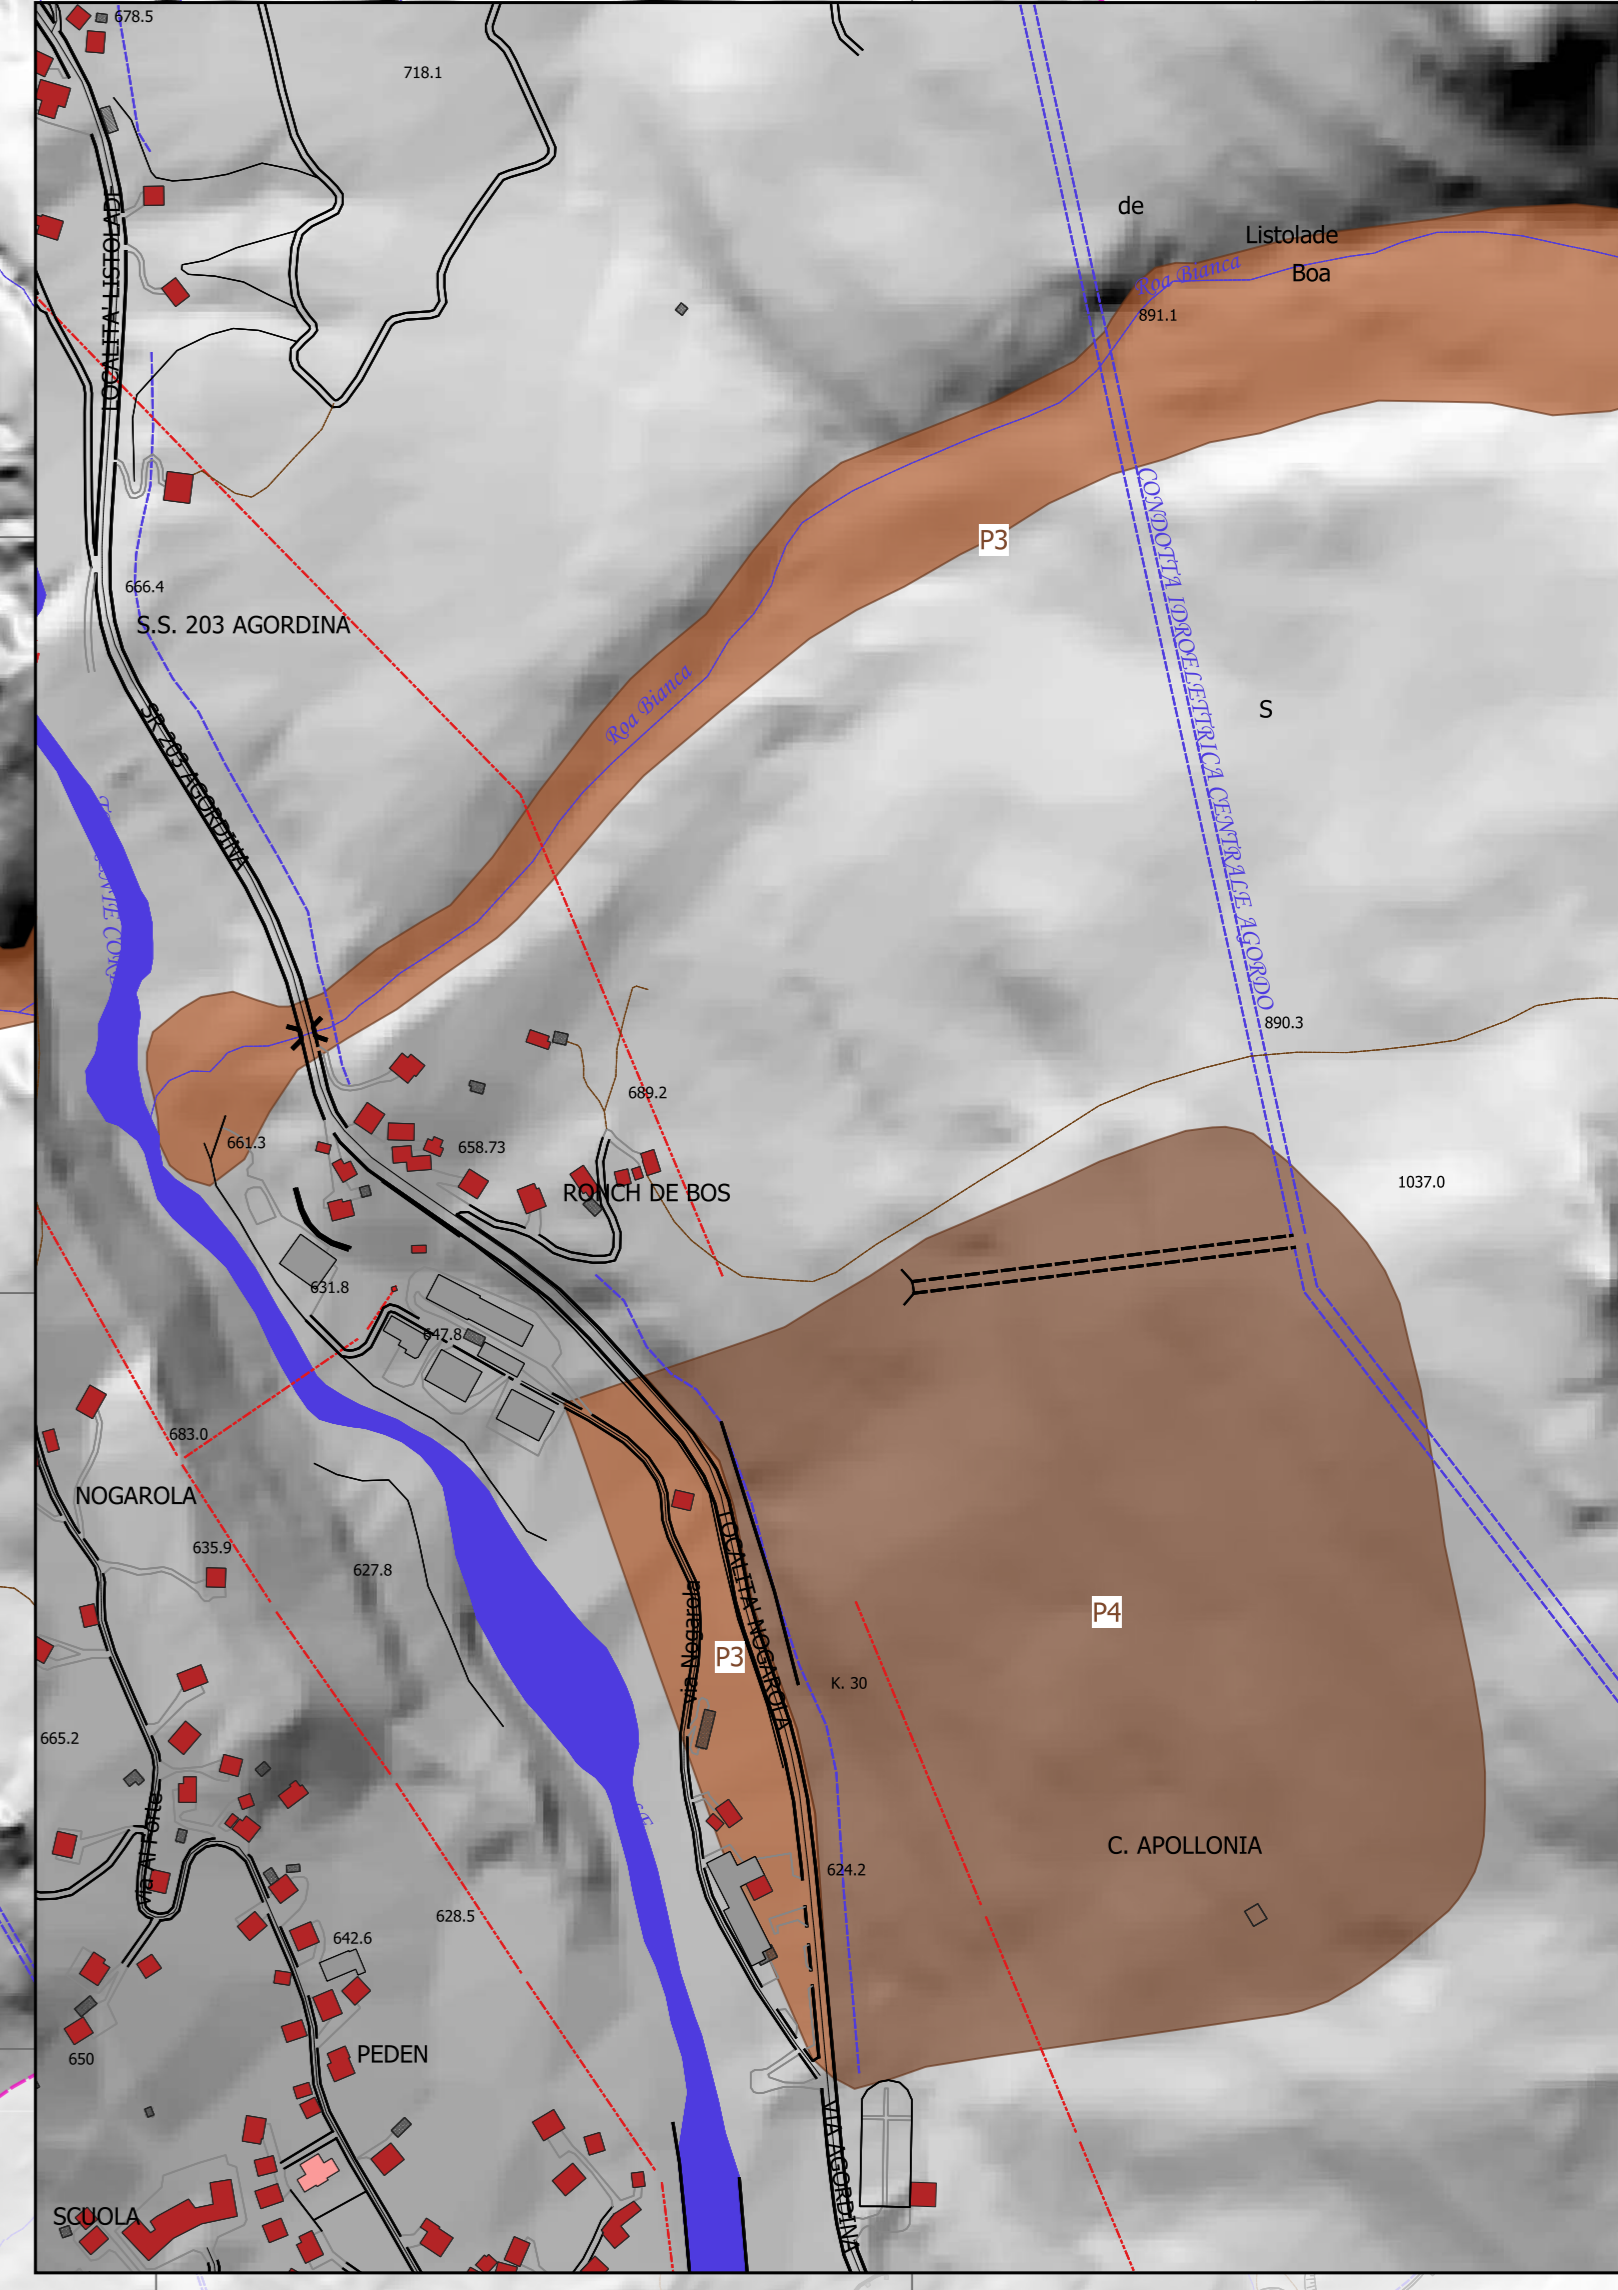 678.5
718.1
LOCALITA' LISTOLADE
de
Listolade
Boa
Roa Bianca
891.1
P3
CONDOTTA IDROELETTRICA CENTRALE AGORDO
666.4
S.S. 203 AGORDINA
Roa Bianca
S
SR 203 AGORDINA
890.3
689.2
661.3
658.73
RONCH DE BOS
1037.0
631.8
647.8
683.0
NOGAROLA
635.9
627.8
LOCALITA' NOGAROLA
via Nogarola
P3
P4
K. 30
665.2
via Al Forte
C. APOLLONIA
624.2
628.5
642.6
PEDEN
650
VIA AGORDINA
SCUOLA